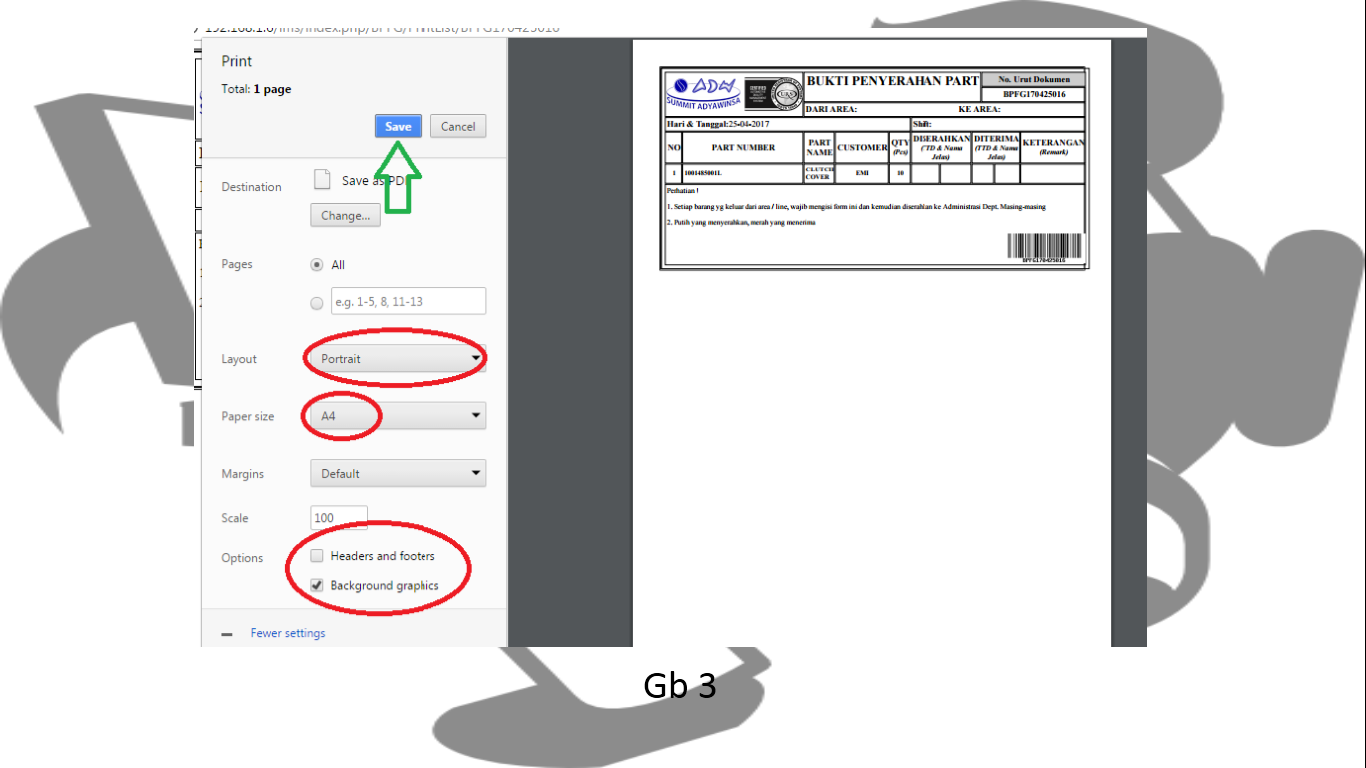 192.168.1.6/ims/index.php/BPFG/PrintList/BPFG170425016
Print
Total: 1 page
Save
Cancel
Destination
Save as PDF
Change...
Pages
All
e.g. 1-5, 8, 11-13
Layout
Portrait
Paper size
A4
Margins
Default
Scale
100
Options
Headers and footers
Background graphics
Fewer settings
ADW
SUMMIT ADYAWINSA
BUKTI PENYERAHAN PART
No. Urut Dokumen
BPFG170425016
DARI AREA:
KE AREA:
Hari & Tanggal:25-04-2017
Shift:
NO
PART NUMBER
PART NAME
CUSTOMER
QTY (Pcs)
DISERAHKAN (TTD & Nama Jelas)
DITERIMA (TTD & Nama Jelas)
KETERANGAN (Remark)
1 1001485001L CLUTCH COVER EMI 10
Perhatian !
1. Setiap barang yg keluar dari area / line, wajib mengisi form ini dan kemudian diserahkan ke Administrasi Dept. Masing-masing
2. Putih yang menyerahkan, merah yang menerima
BPFG170425016
Gb 3